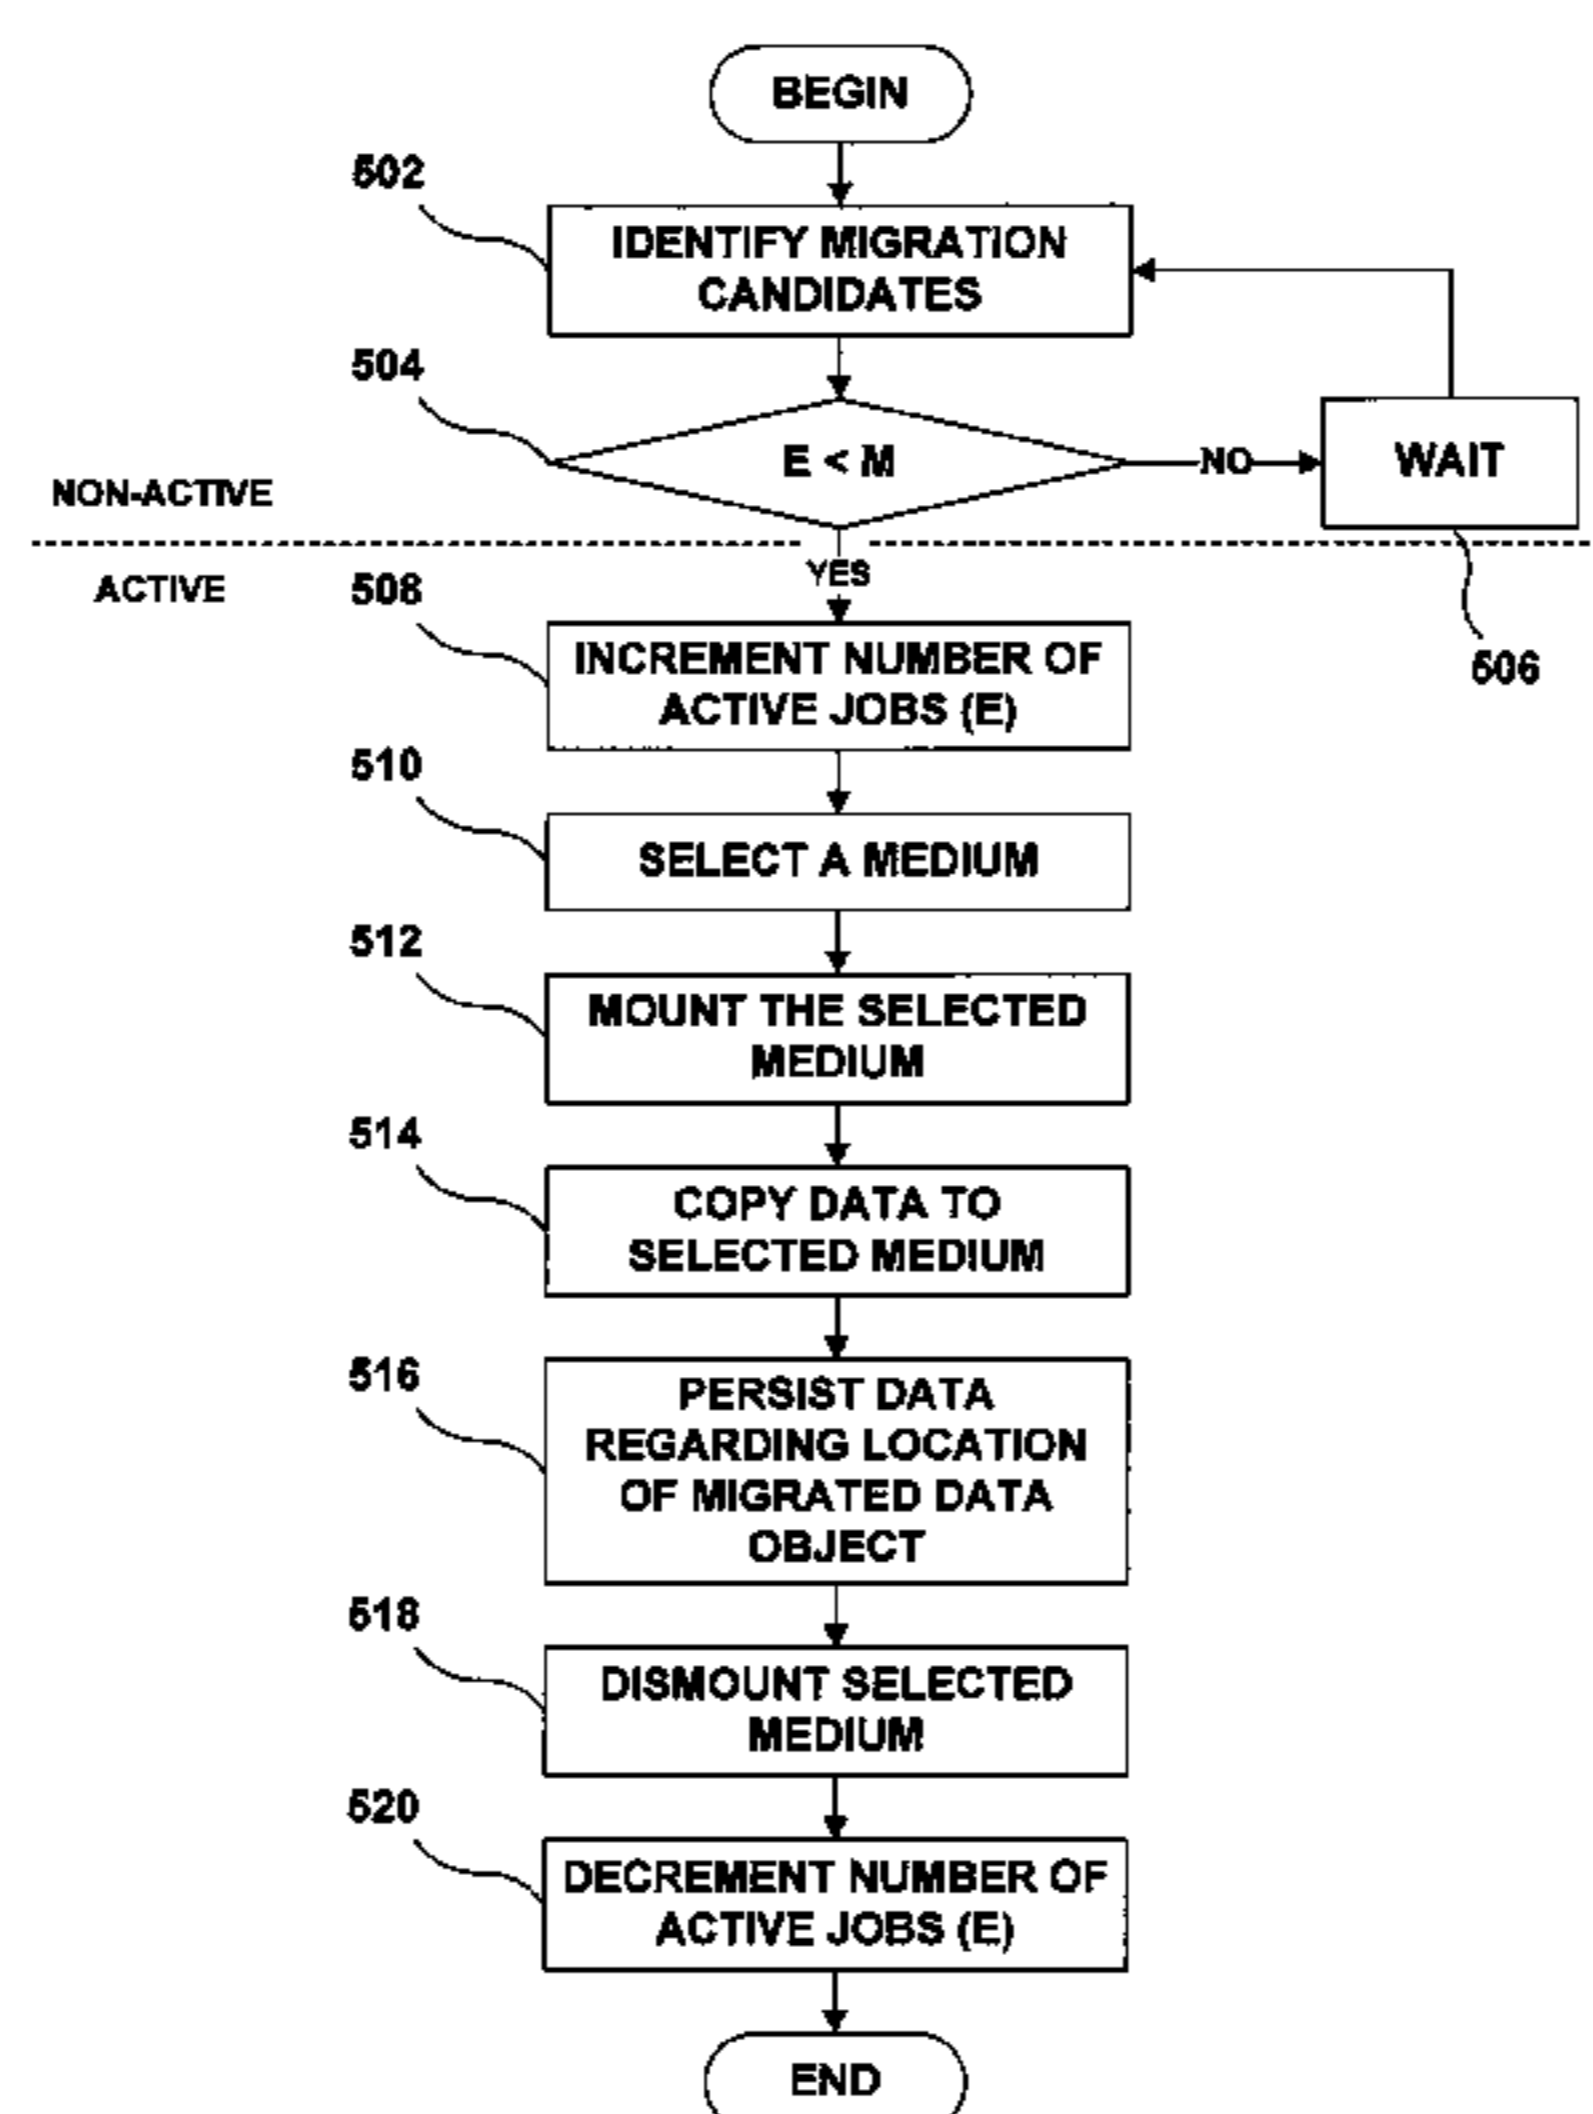 BEGIN
502
IDENTIFY MIGRATION
CANDIDATES
504
E < M
NO
WAIT
506
NON-ACTIVE
ACTIVE
YES
508
INCREMENT NUMBER OF
ACTIVE JOBS (E)
510
SELECT A MEDIUM
512
MOUNT THE SELECTED
MEDIUM
514
COPY DATA TO
SELECTED MEDIUM
516
PERSIST DATA
REGARDING LOCATION
OF MIGRATED DATA
OBJECT
518
DISMOUNT SELECTED
MEDIUM
520
DECREMENT NUMBER OF
ACTIVE JOBS (E)
END